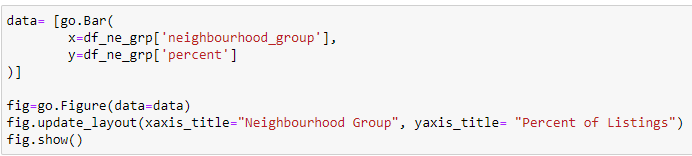 data= [go.Bar(
        x=df_ne_grp['neighbourhood_group'],
        y=df_ne_grp['percent']
)]

fig=go.Figure(data=data)
fig.update_layout(xaxis_title="Neighbourhood Group", yaxis_title= "Percent of Listings")
fig.show()